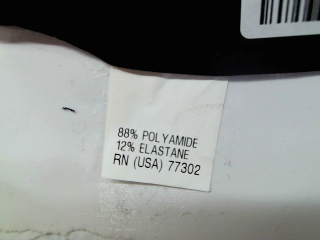 88% POLYAMIDE
12% ELASTANE
RN (USA) 77302